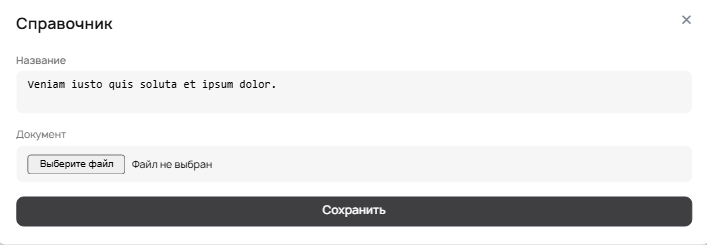 Справочник
Название
Veniam iusto quis soluta et ipsum dolor.
Документ
Выберите файл Файл не выбран
Сохранить